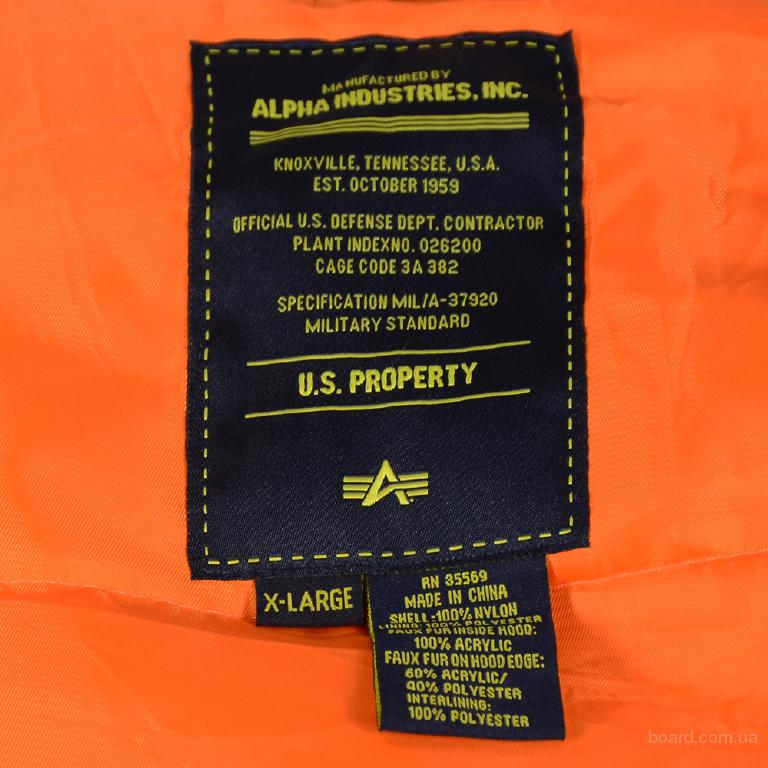 MANUFACTURED BY
ALPHA INDUSTRIES, INC.
KNOXVILLE, TENNESSEE, U.S.A.
EST. OCTOBER 1959
OFFICIAL U.S. DEFENSE DEPT. CONTRACTOR
PLANT INDEXNO. 026200
CAGE CODE 3A 382
SPECIFICATION MIL/A-37920
MILITARY STANDARD
U.S. PROPERTY
X-LARGE
RN 35569
MADE IN CHINA
SHELL:100% NYLON
LINING: 100% POLYESTER
FAUX FUR INSIDE HOOD:
100% ACRYLIC
FAUX FUR ON HOOD EDGE:
60% ACRYLIC/
40% POLYESTER
INTERLINING:
100% POLYESTER
board.com.ua